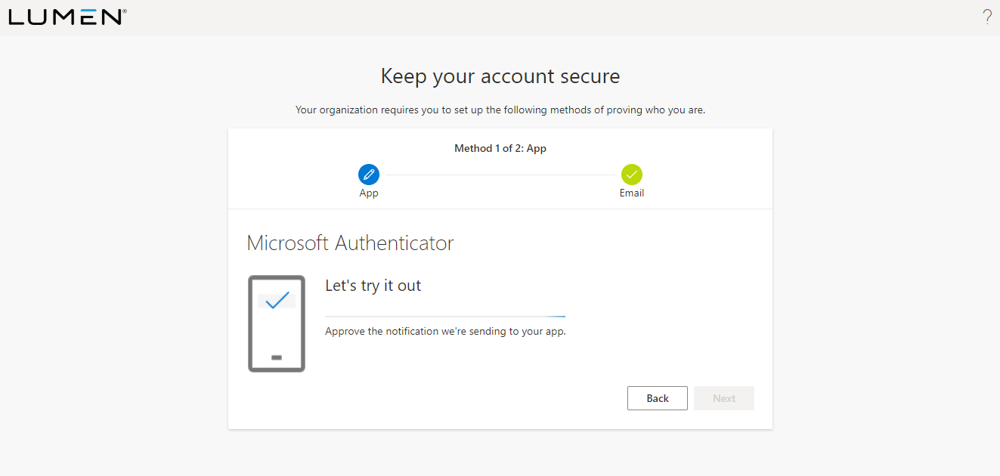 LUMEN®
?
Keep your account secure
Your organization requires you to set up the following methods of proving who you are.
Method 1 of 2: App
App
Email
Microsoft Authenticator
Let's try it out
Approve the notification we're sending to your app.
Back
Next